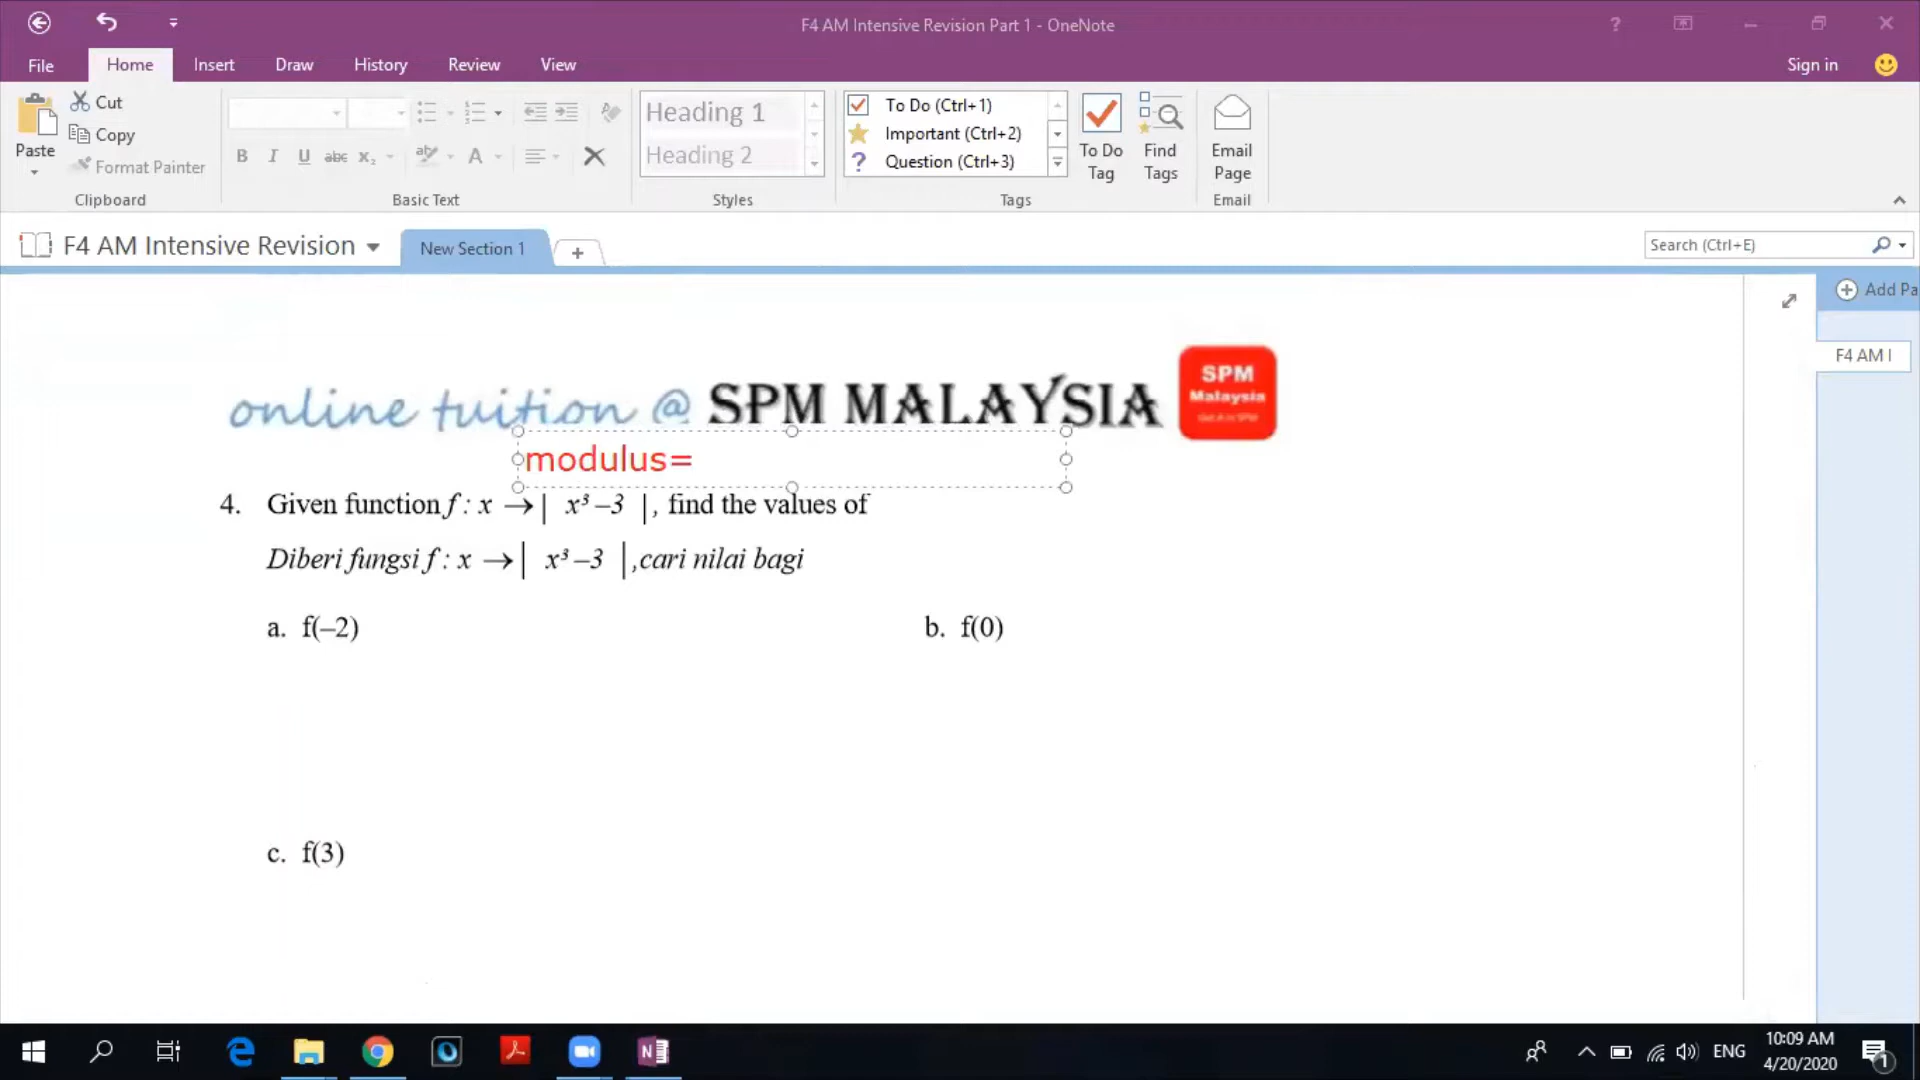 F4 AM Intensive Revision Part 1 - OneNote
File Home Insert Draw History Review View Sign in
Paste
Cut
Copy
Format Painter
Clipboard
B I U abc x₂ aby A
Basic Text
Heading 1
Heading 2
Styles
To Do (Ctrl+1)
Important (Ctrl+2)
Question (Ctrl+3)
Tags
To Do
Tag
Find
Tags
Email
Page
Email
F4 AM Intensive Revision New Section 1 +
Search (Ctrl+E)
Add Pa
F4 AM I
online tuition @ SPM MALAYSIA
SPM
Malaysia
modulus=
4. Given function f : x → | x³ –3 |, find the values of
Diberi fungsi f : x → | x³ –3 |,cari nilai bagi
a. f(–2) b. f(0)
c. f(3)
ENG
10:09 AM
4/20/2020
1